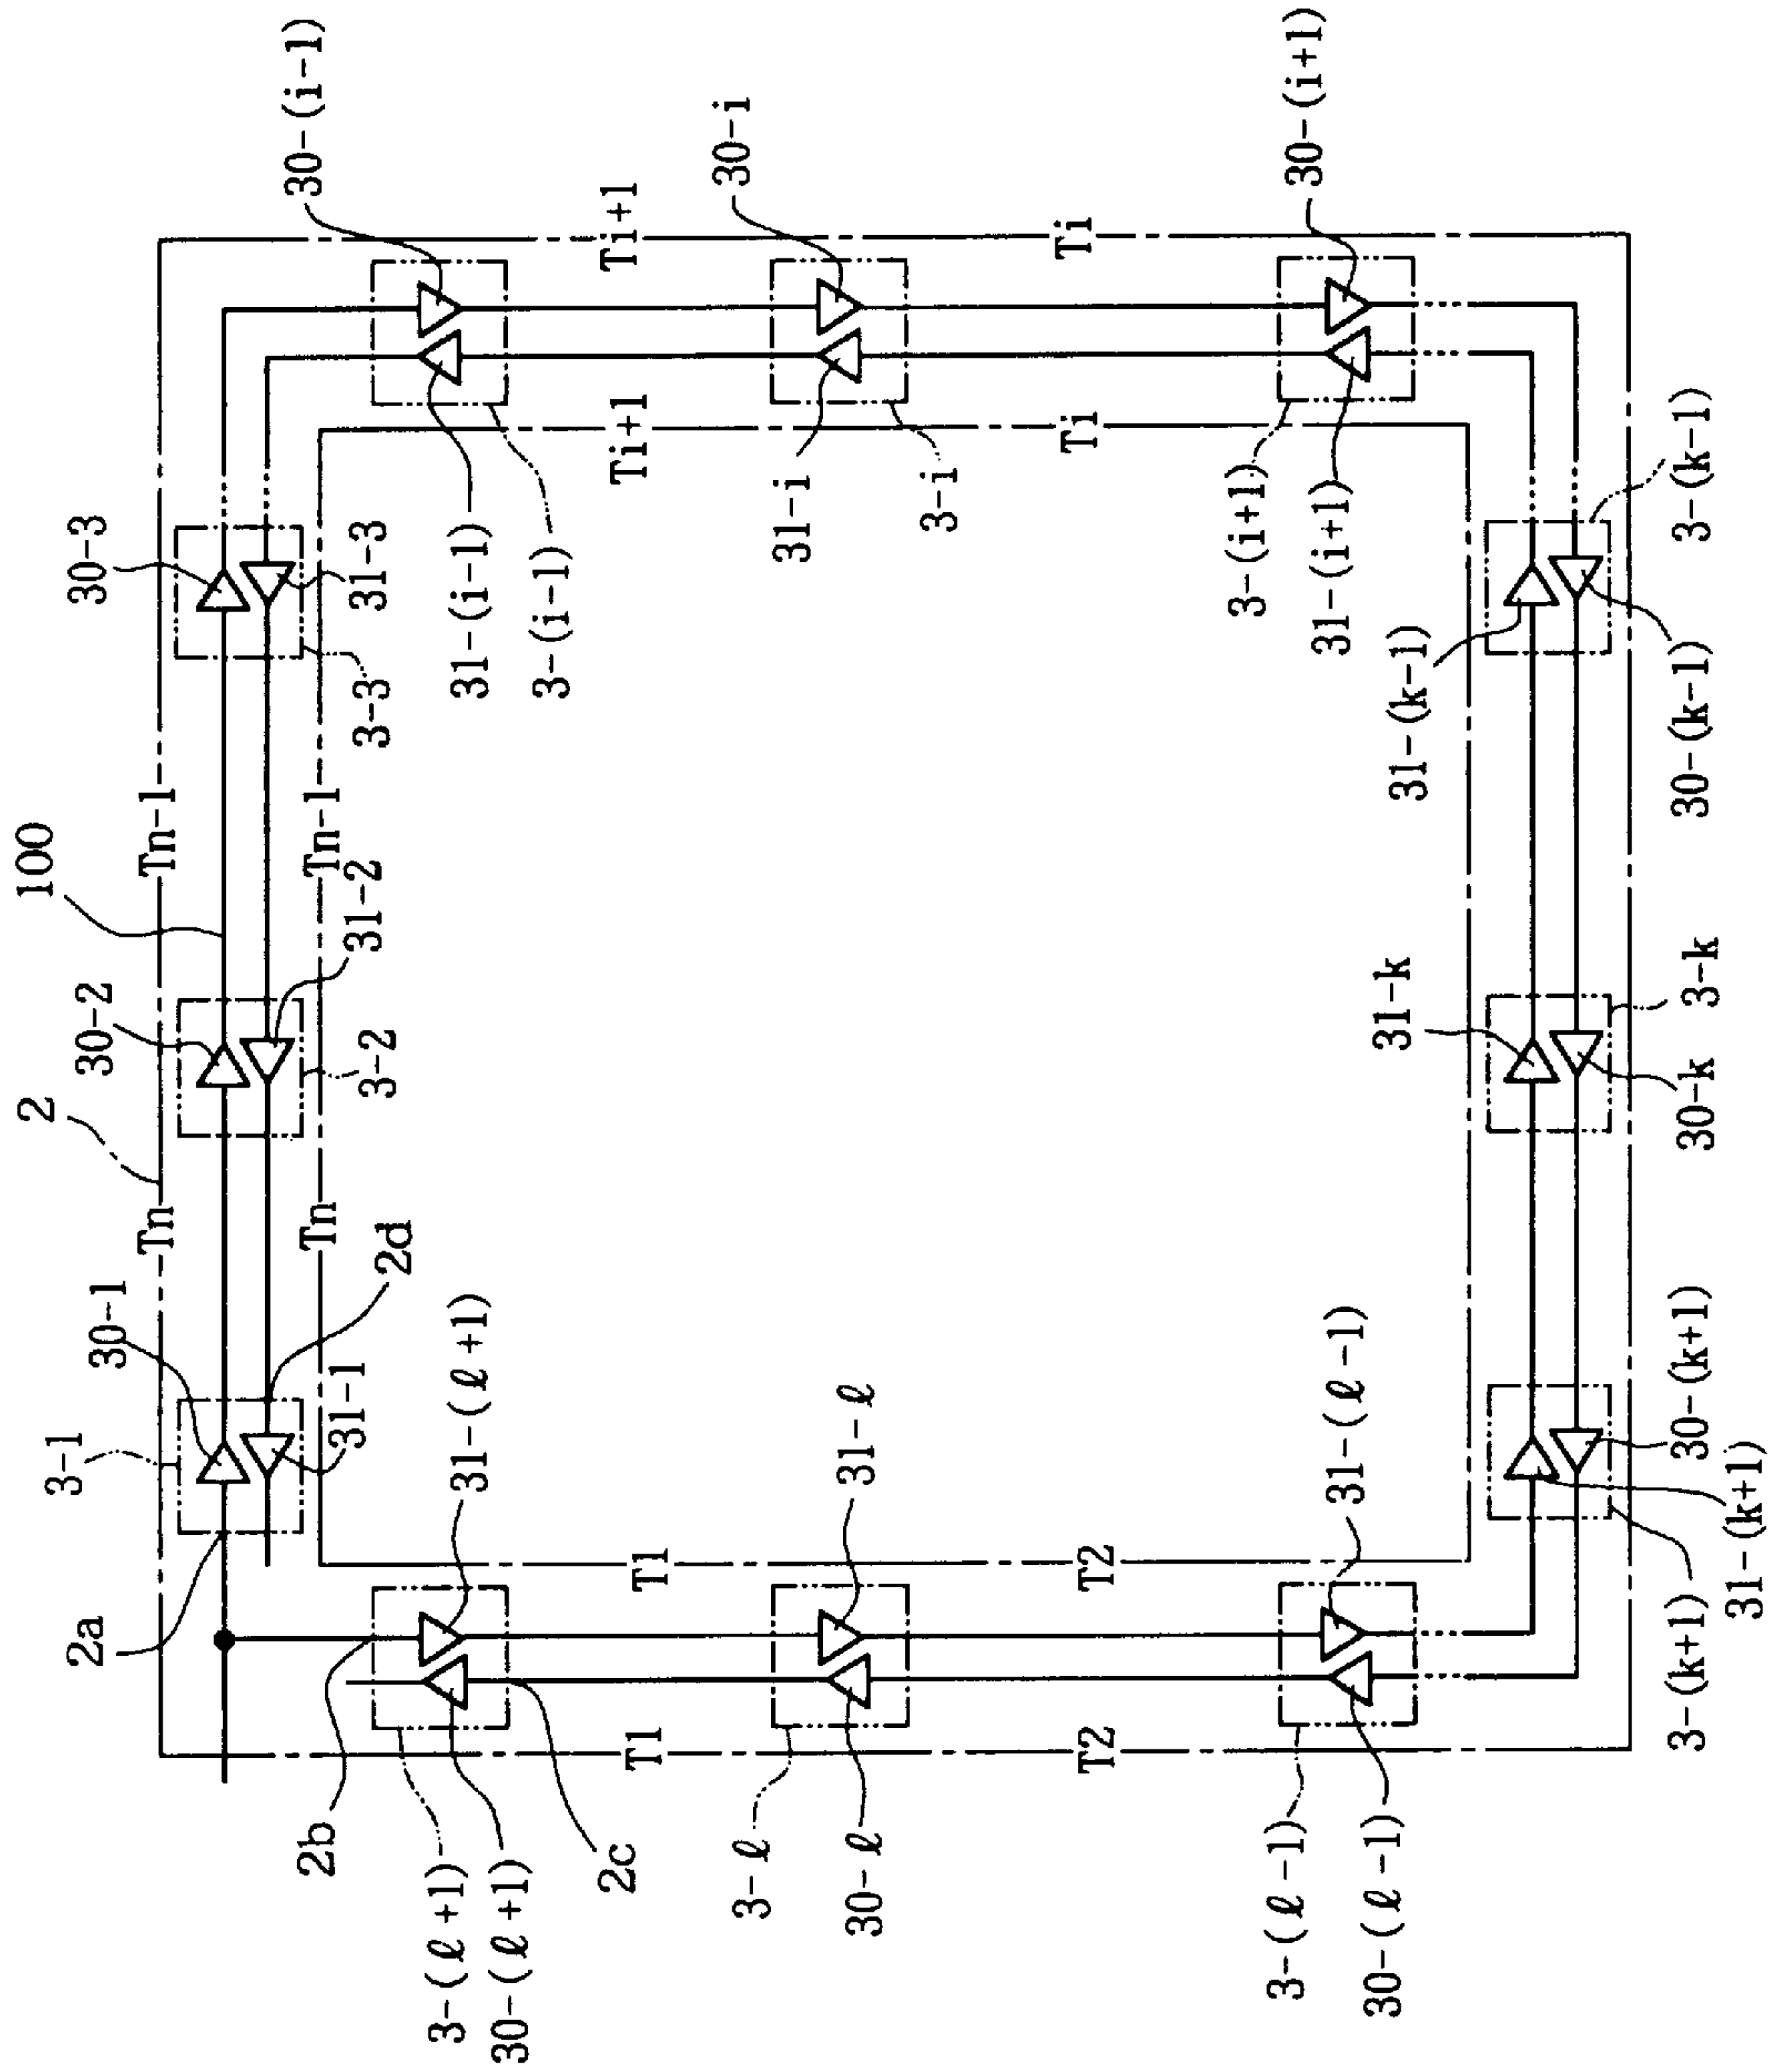 100
2
Tn
Tn-1
3-1
30-1
30-2
30-3
30-(i-1)
2a
Tn
Tn-1
2d
31-1
3-2
31-2
3-3
31-3
2b
3-(ℓ+1)
30-(ℓ+1)
31-(ℓ+1)
31-(i-1)
3-(i-1)
2c
T1
T1
Ti+1
Ti+1
3-ℓ
30-ℓ
31-ℓ
31-i
3-i
30-i
T2
T2
Ti
Ti
3-(ℓ-1)
30-(ℓ-1)
31-(ℓ-1)
3-(i+1)
31-(i+1)
30-(i+1)
31-k
31-(k-1)
3-(k+1)
31-(k+1)
30-(k+1)
30-k
3-k
30-(k-1)
3-(k-1)